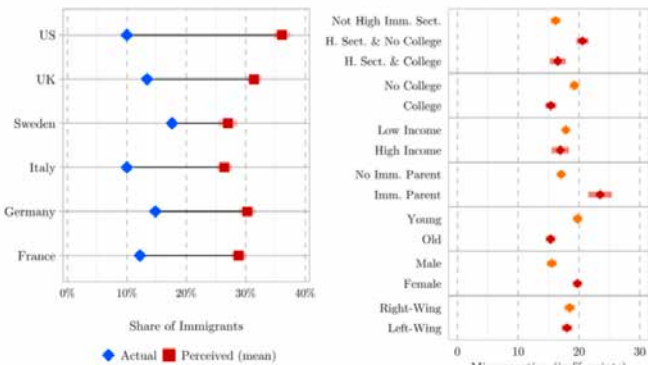 US
UK
Sweden
Italy
Germany
France
0% 10% 20% 30% 40%
Share of Immigrants
Actual Perceived (mean)
Not High Imm. Sect.
H. Sect. & No College
H. Sect. & College
No College
College
Low Income
High Income
No Imm. Parent
Imm. Parent
Young
Old
Male
Female
Right-Wing
Left-Wing
0 10 20 30